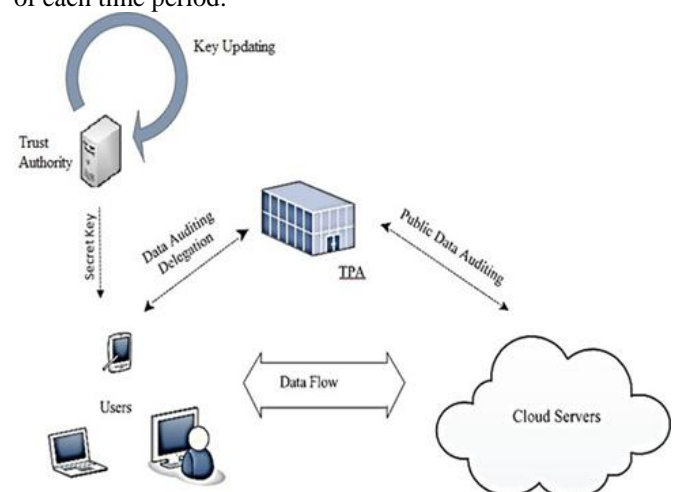 of each time period.
Key Updating
Trust
Authority
Secret Key
Data Auditing
Delegation
TPA
Public Data Auditing
Users
Data Flow
Cloud Servers